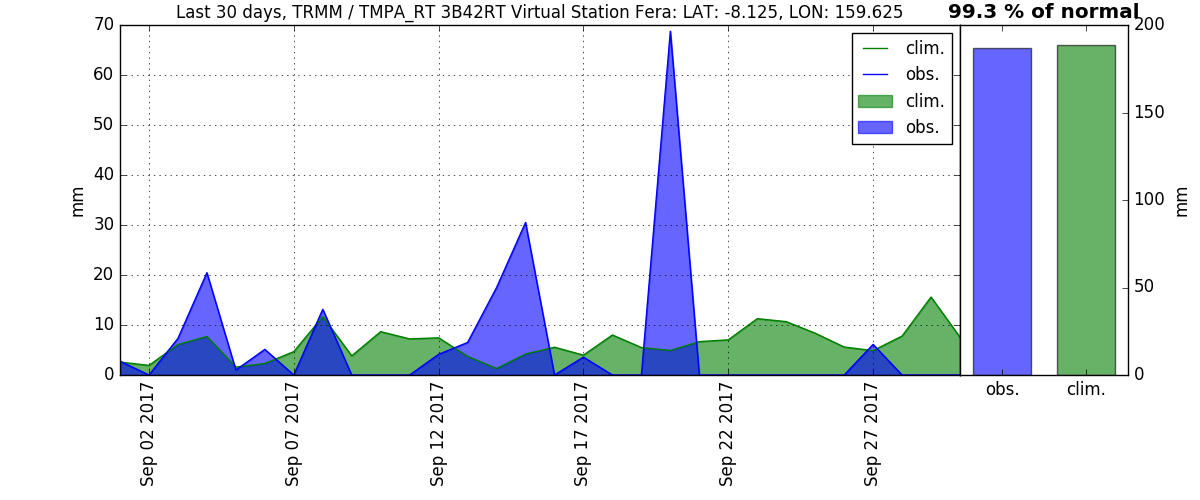 Last 30 days, TRMM / TMPA_RT 3B42RT Virtual Station Fera: LAT: -8.125, LON: 159.625
99.3 % of normal
70
60
50
40
30
20
10
0
mm
clim.
obs.
clim.
obs.
Sep 02 2017
Sep 07 2017
Sep 12 2017
Sep 17 2017
Sep 22 2017
Sep 27 2017
200
150
100
50
0
mm
obs.
clim.